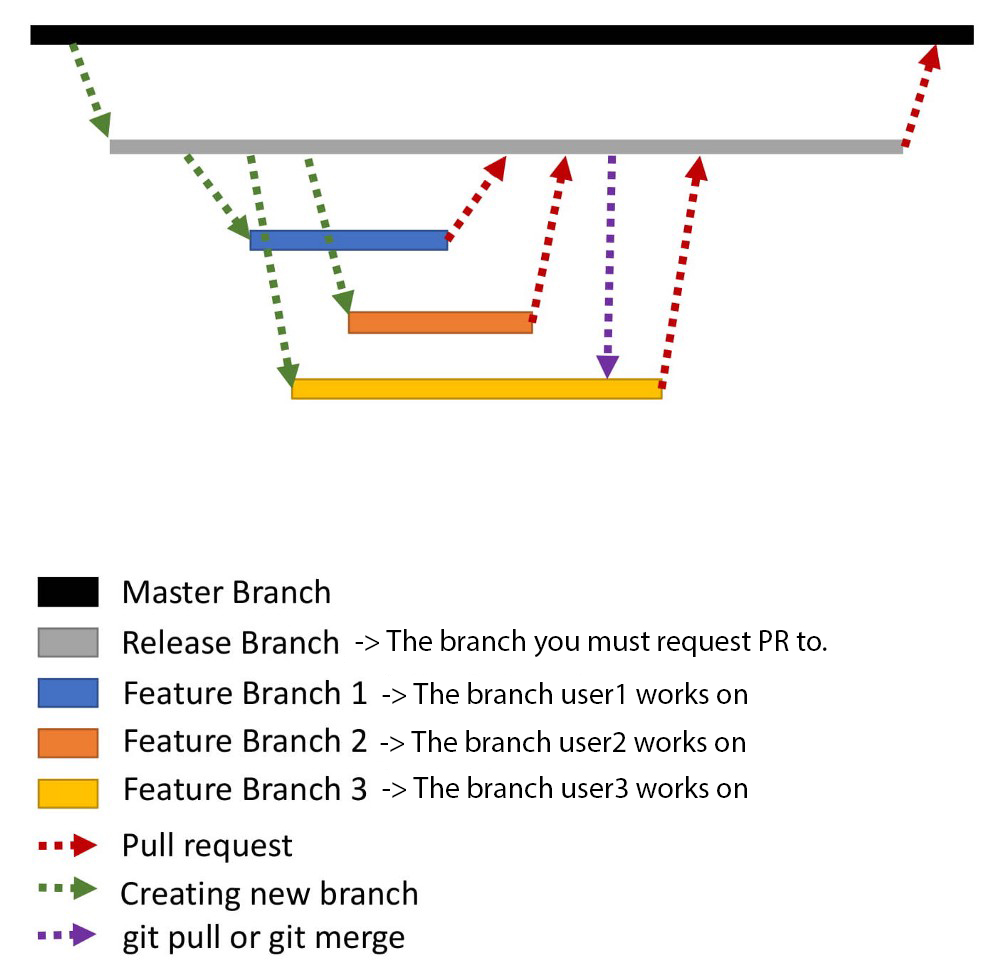 Master Branch
Release Branch -> The branch you must request PR to.
Feature Branch 1 -> The branch user1 works on
Feature Branch 2 -> The branch user2 works on
Feature Branch 3 -> The branch user3 works on
Pull request
Creating new branch
git pull or git merge